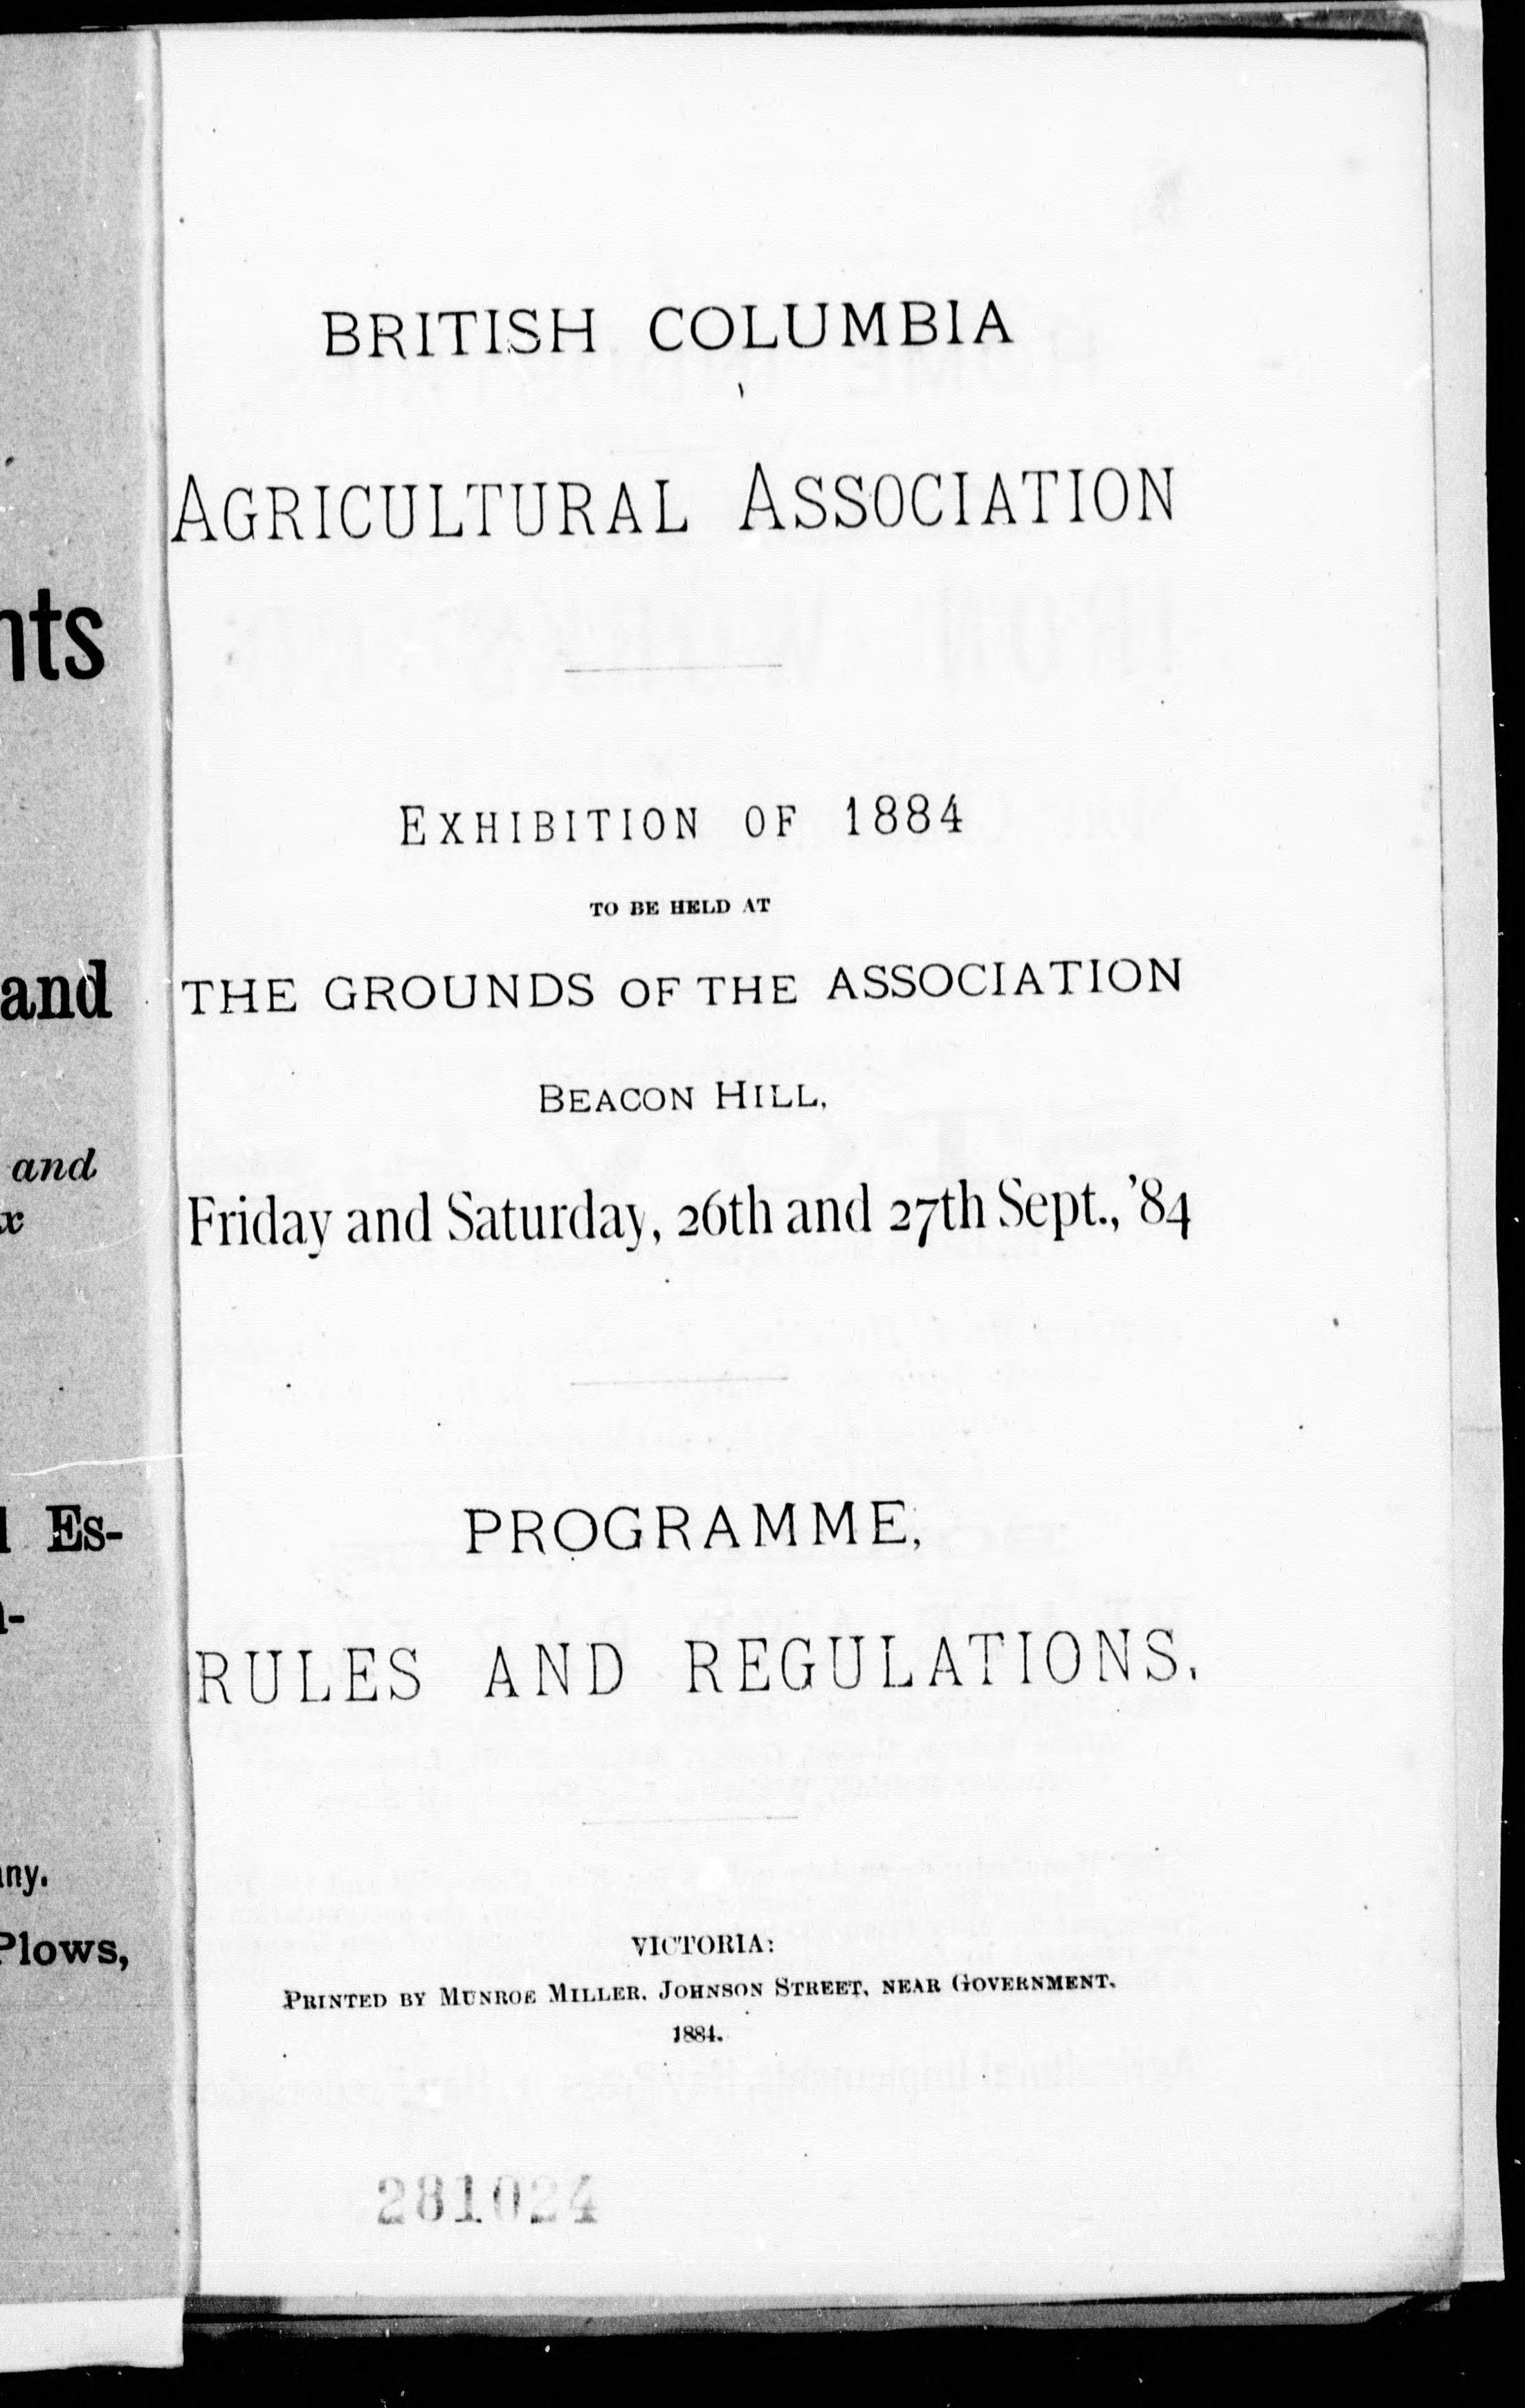 nts
and
and
x
Es-
ny.
Plows,
BRITISH COLUMBIA
AGRICULTURAL ASSOCIATION
EXHIBITION OF 1884
TO BE HELD AT
THE GROUNDS OF THE ASSOCIATION
BEACON HILL,
Friday and Saturday, 26th and 27th Sept., '84
PROGRAMME,
RULES AND REGULATIONS.
VICTORIA:
PRINTED BY MUNROE MILLER, JOHNSON STREET, NEAR GOVERNMENT.
1884.
281024